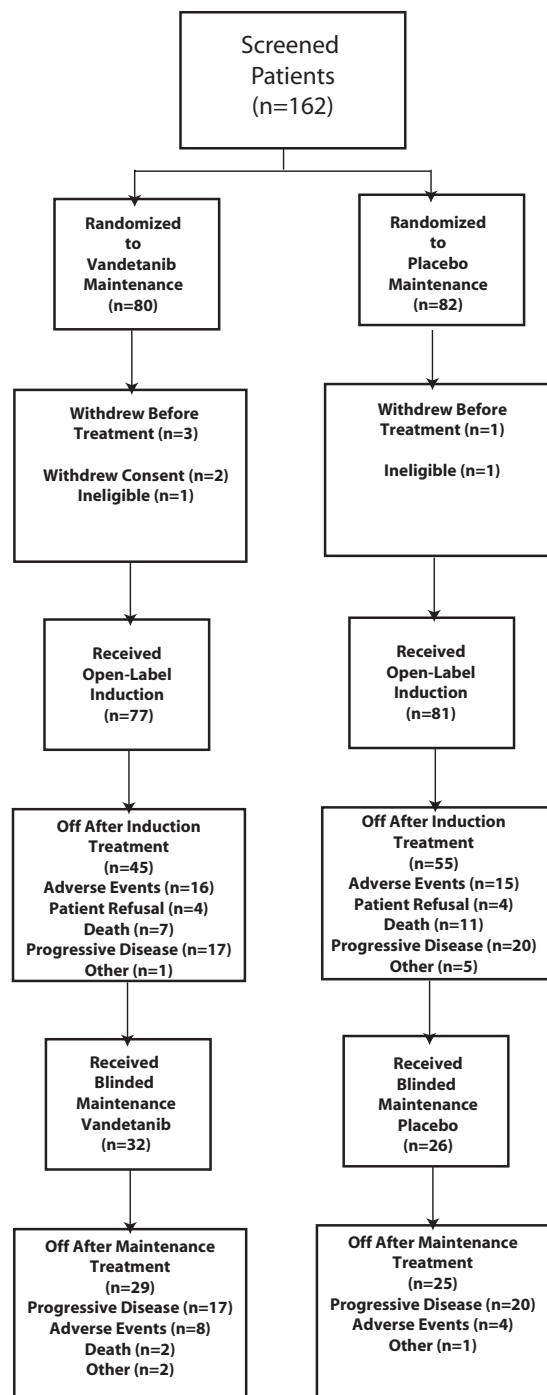 Screened
Patients
(n=162)
Randomized
to
Vandetanib
Maintenance
(n=80)
Randomized
to
Placebo
Maintenance
(n=82)
Withdrew Before
Treatment (n=3)
Withdrew Consent (n=2)
Ineligible (n=1)
Withdrew Before
Treatment (n=1)
Ineligible (n=1)
Received
Open-Label
Induction
(n=77)
Received
Open-Label
Induction
(n=81)
Off After Induction
Treatment
(n=45)
Adverse Events (n=16)
Patient Refusal (n=4)
Death (n=7)
Progressive Disease (n=17)
Other (n=1)
Off After Induction
Treatment
(n=55)
Adverse Events (n=15)
Patient Refusal (n=4)
Death (n=11)
Progressive Disease (n=20)
Other (n=5)
Received
Blinded
Maintenance
Vandetanib
(n=32)
Received
Blinded
Maintenance
Placebo
(n=26)
Off After Maintenance
Treatment
(n=29)
Progressive Disease (n=17)
Adverse Events (n=8)
Death (n=2)
Other (n=2)
Off After Maintenance
Treatment
(n=25)
Progressive Disease (n=20)
Adverse Events (n=4)
Other (n=1)